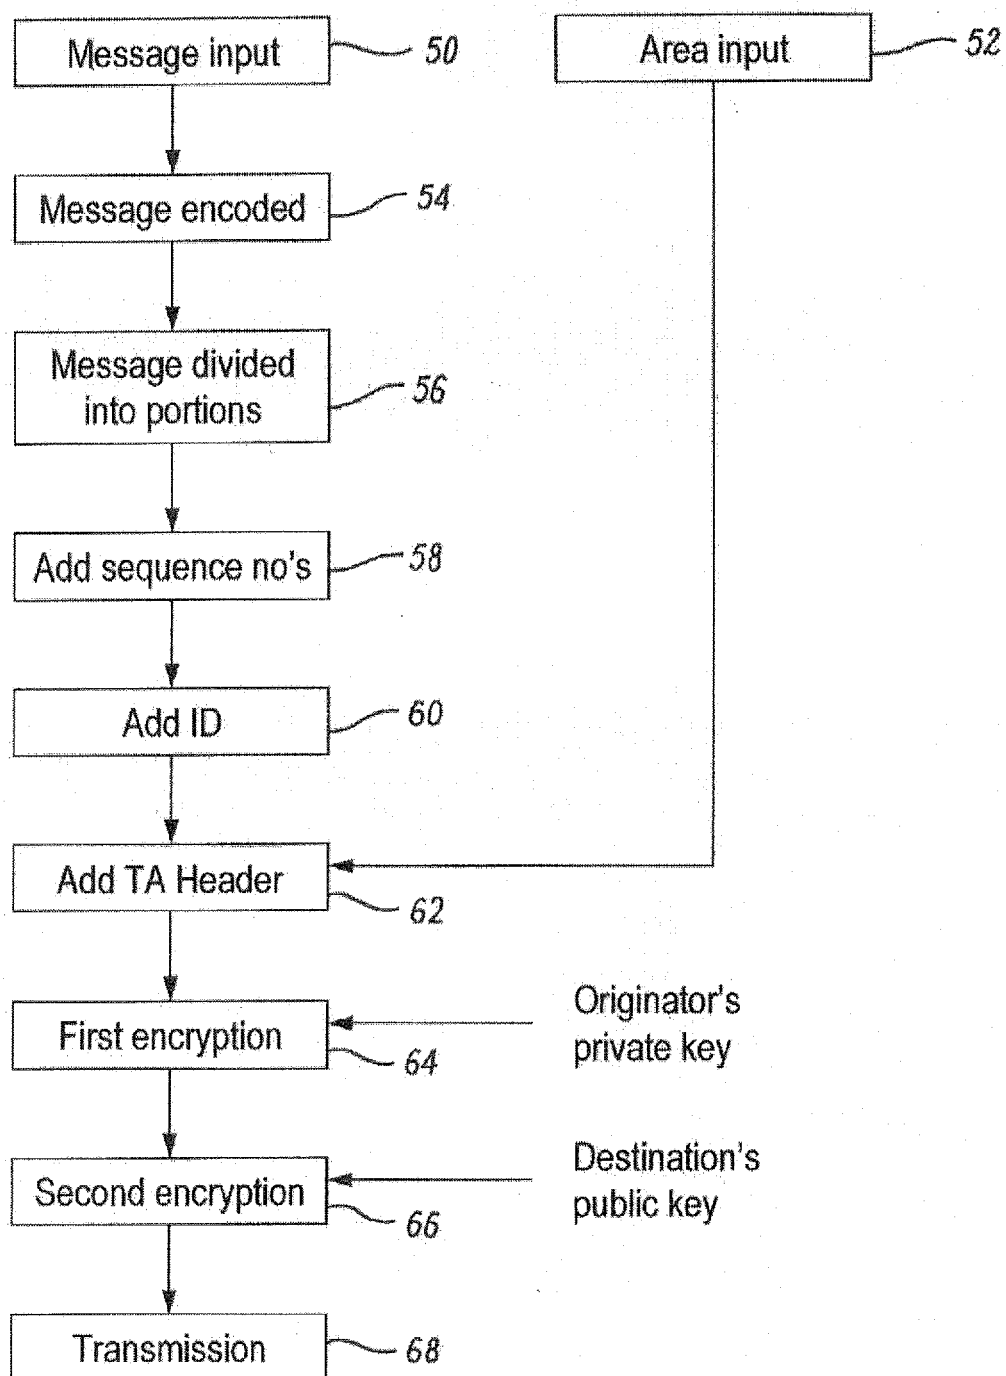 Message input
50
Area input
52
Message encoded
54
Message divided
into portions
56
Add sequence no's
58
Add ID
60
Add TA Header
62
First encryption
64
Originator's
private key
Second encryption
66
Destination's
public key
Transmission
68